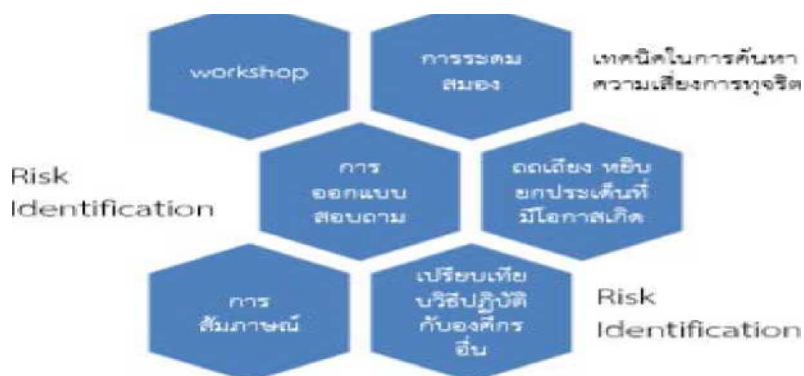 workshop
การระดม
สมอง
เทคนิคในการค้นหา
ความเสี่ยงการทุจริต
Risk
Identification
การ
ออกแบบ
สอบถาม
ถกเถียง หยิบ
ยกประเด็นที่
มีโอกาสเกิด
การ
สัมภาษณ์
เปรียบเทีย
บวิธีปฏิบัติ
กับองค์กร
อื่น
Risk
Identification